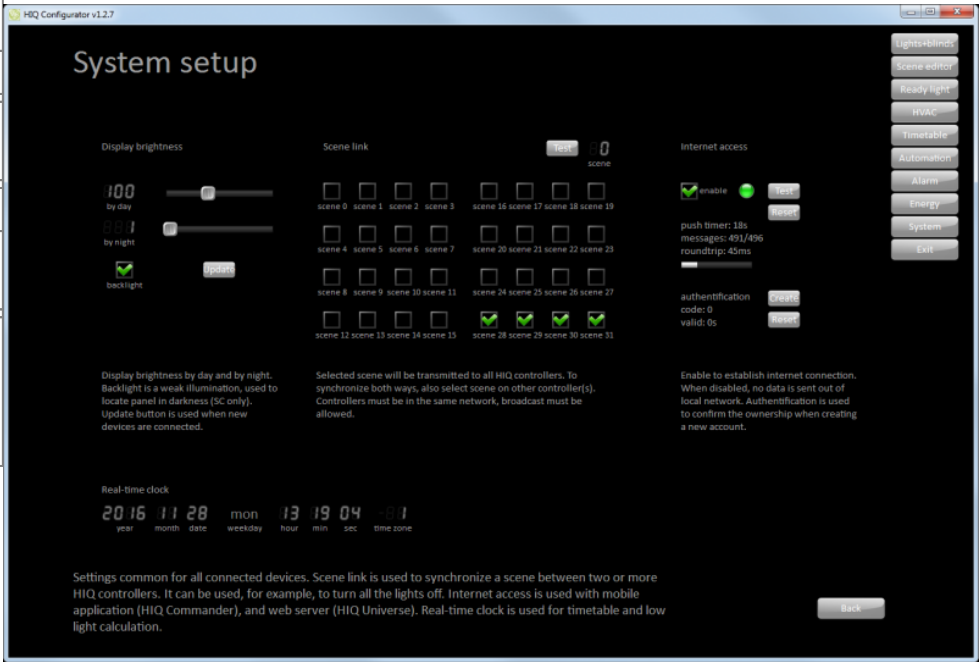 HIQ Configurator v1.2.7
System setup
Lights+blinds
Scene editor
Ready light
HVAC
Timetable
Automation
Alarm
Energy
System
Exit
Display brightness
100
by day
1
by night
backlight
Update
Display brightness by day and by night.
Backlight is a weak illumination, used to
locate panel in darkness (SC only).
Update button is used when new
devices are connected.
Scene link
Test
0
scene
scene 0 scene 1 scene 2 scene 3 scene 16 scene 17 scene 18 scene 19
scene 4 scene 5 scene 6 scene 7 scene 20 scene 21 scene 22 scene 23
scene 8 scene 9 scene 10 scene 11 scene 24 scene 25 scene 26 scene 27
scene 12 scene 13 scene 14 scene 15 scene 28 scene 29 scene 30 scene 31
Selected scene will be transmitted to all HIQ controllers. To
synchronize both ways, also select scene on other controller(s).
Controllers must be in the same network, broadcast must be
allowed.
Internet access
enable
Test
Reset
push timer: 18s
messages: 491/496
roundtrip: 45ms
authentification
Create
code: 0
valid: 0s
Reset
Enable to establish internet connection.
When disabled, no data is sent out of
local network. Authentification is used
to confirm the ownership when creating
a new account.
Real-time clock
2016 11 28 mon 13 19 04 1
year month date weekday hour min sec time zone
Settings common for all connected devices. Scene link is used to synchronize a scene between two or more
HIQ controllers. It can be used, for example, to turn all the lights off. Internet access is used with mobile
application (HIQ Commander), and web server (HIQ Universe). Real-time clock is used for timetable and low
light calculation.
Back